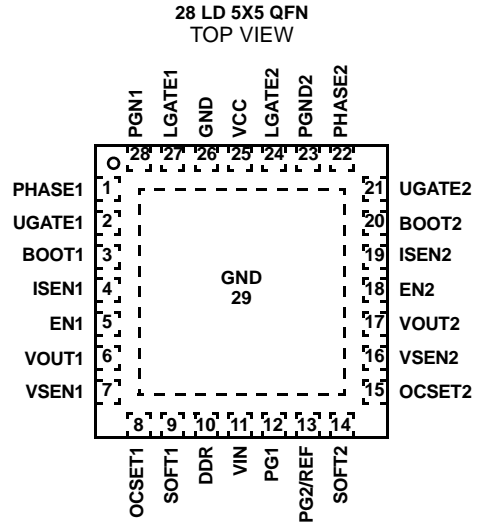 28 LD 5X5 QFN
TOP VIEW
PGN1
LGATE1
GND
VCC
LGATE2
PGND2
PHASE2
28 27 26 25 24 23 22
PHASE1 1
UGATE1 2
BOOT1 3
ISEN1 4
EN1 5
VOUT1 6
VSEN1 7
GND
29
21 UGATE2
20 BOOT2
19 ISEN2
18 EN2
17 VOUT2
16 VSEN2
15 OCSET2
8 9 10 11 12 13 14
OCSET1
SOFT1
DDR
VIN
PG1
PG2/REF
SOFT2